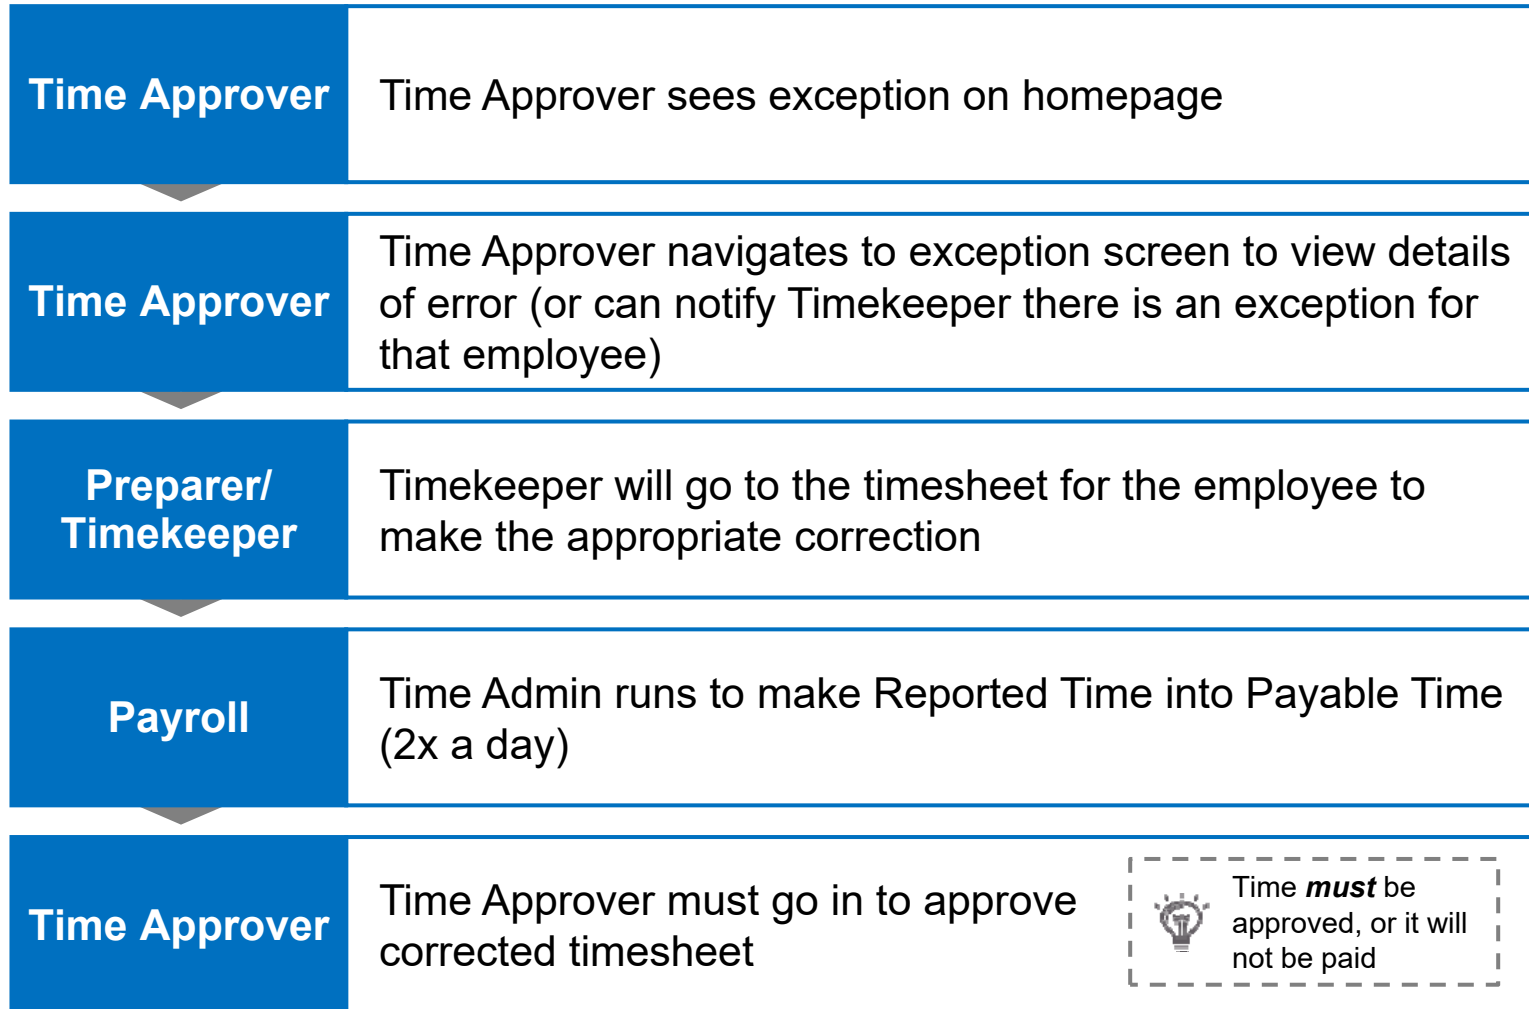 Time Approver
Time Approver sees exception on homepage
Time Approver
Time Approver navigates to exception screen to view details
of error (or can notify Timekeeper there is an exception for
that employee)
Preparer/
Timekeeper
Timekeeper will go to the timesheet for the employee to
make the appropriate correction
Payroll
Time Admin runs to make Reported Time into Payable Time
(2x a day)
Time Approver
Time Approver must go in to approve
corrected timesheet
Time must be
approved, or it will
not be paid